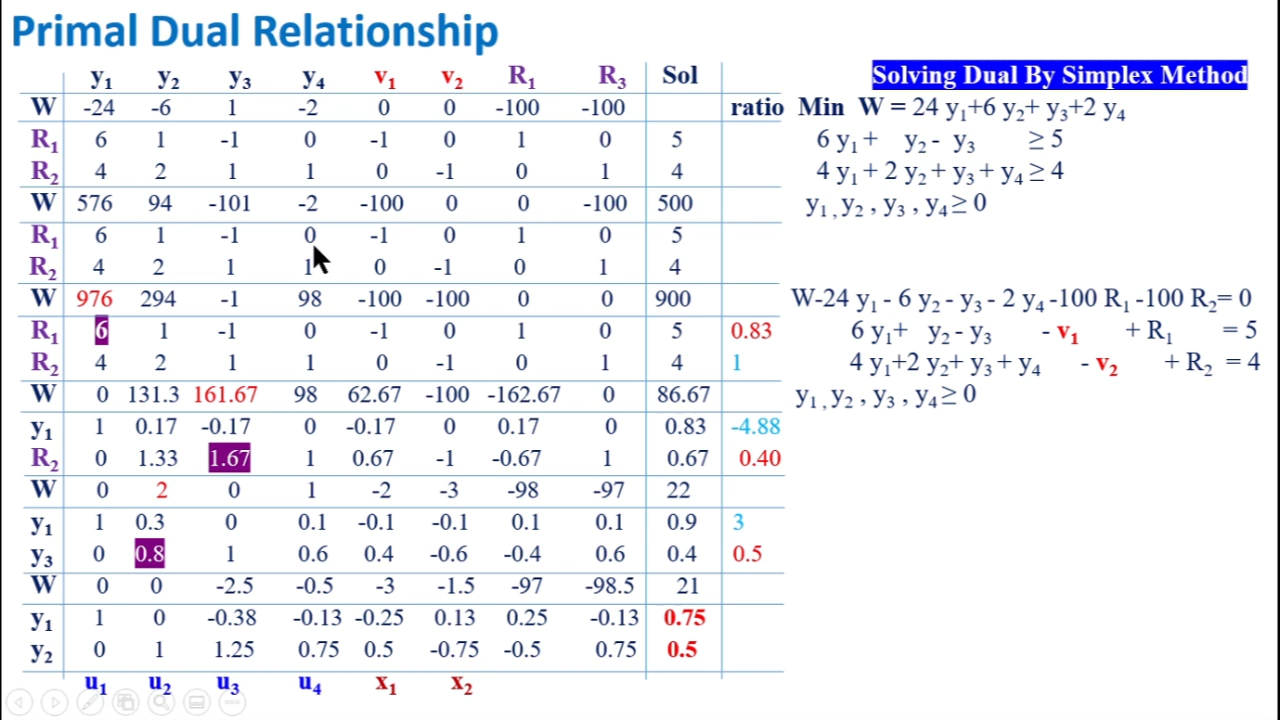 Primal Dual Relationship
y₁ y₂ y₃ y₄ v₁ v₂ R₁ R₃ Sol
W -24 -6 1 -2 0 0 -100 -100 ratio
R₁ 6 1 -1 0 -1 0 1 0 5
R₂ 4 2 1 1 0 -1 0 1 4
W 576 94 -101 -2 -100 0 0 -100 500
R₁ 6 1 -1 0 -1 0 1 0 5
R₂ 4 2 1 1 0 -1 0 1 4
W 976 294 -1 98 -100 -100 0 0 900
R₁ 6 1 -1 0 -1 0 1 0 5 0.83
R₂ 4 2 1 1 0 -1 0 1 4 1
W 0 131.3 161.67 98 62.67 -100 -162.67 0 86.67
y₁ 1 0.17 -0.17 0 -0.17 0 0.17 0 0.83 -4.88
R₂ 0 1.33 1.67 1 0.67 -1 -0.67 1 0.67 0.40
W 0 2 0 1 -2 -3 -98 -97 22
y₁ 1 0.3 0 0.1 -0.1 -0.1 0.1 0.1 0.9 3
y₃ 0 0.8 1 0.6 0.4 -0.6 -0.4 0.6 0.4 0.5
W 0 0 -2.5 -0.5 -3 -1.5 -97 -98.5 21
y₁ 1 0 -0.38 -0.13 -0.25 0.13 0.25 -0.13 0.75
y₂ 0 1 1.25 0.75 0.5 -0.75 -0.5 0.75 0.5
u₁ u₂ u₃ u₄ x₁ x₂
Solving Dual By Simplex Method
Min W = 24 y₁+6 y₂+ y₃+2 y₄
6 y₁ + y₂ - y₃ ≥ 5
4 y₁ + 2 y₂ + y₃ + y₄ ≥ 4
y₁ , y₂ , y₃ , y₄ ≥ 0
W-24 y₁ - 6 y₂ - y₃ - 2 y₄ -100 R₁ -100 R₂= 0
6 y₁+ y₂ - y₃ - v₁ + R₁ = 5
4 y₁+2 y₂+ y₃ + y₄ - v₂ + R₂ = 4
y₁ , y₂ , y₃ , y₄ ≥ 0